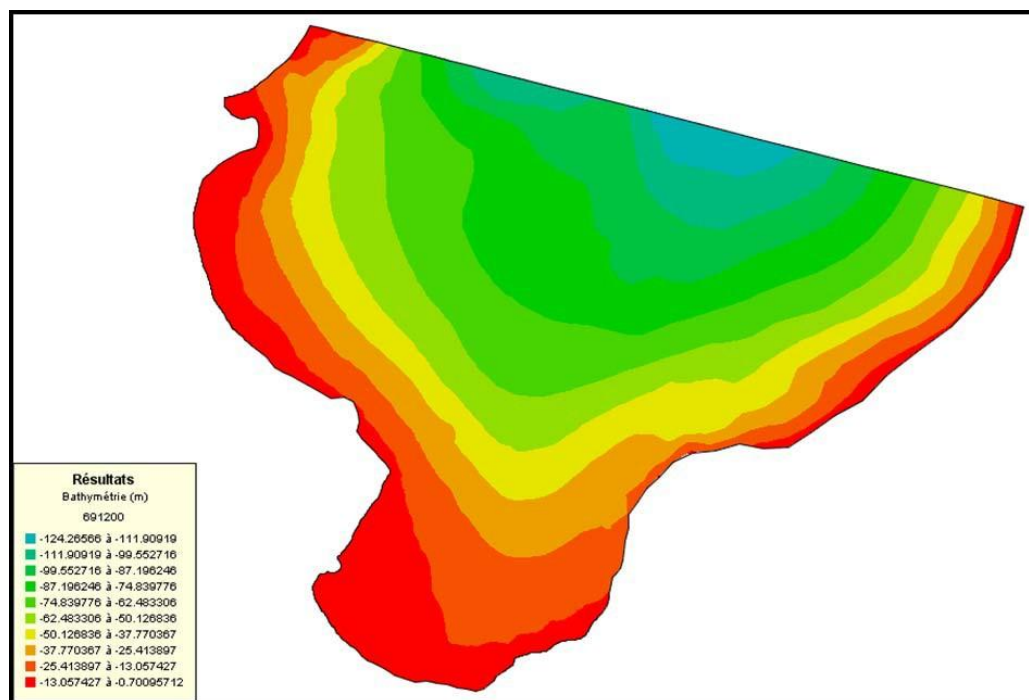 Résultats
Bathymétrie (m)
691200
-124.26566 à -111.90919
-111.90919 à -99.552716
-99.552716 à -87.196246
-87.196246 à -74.839776
-74.839776 à -62.483306
-62.483306 à -50.126836
-50.126836 à -37.770367
-37.770367 à -25.413897
-25.413897 à -13.057427
-13.057427 à -0.70095712